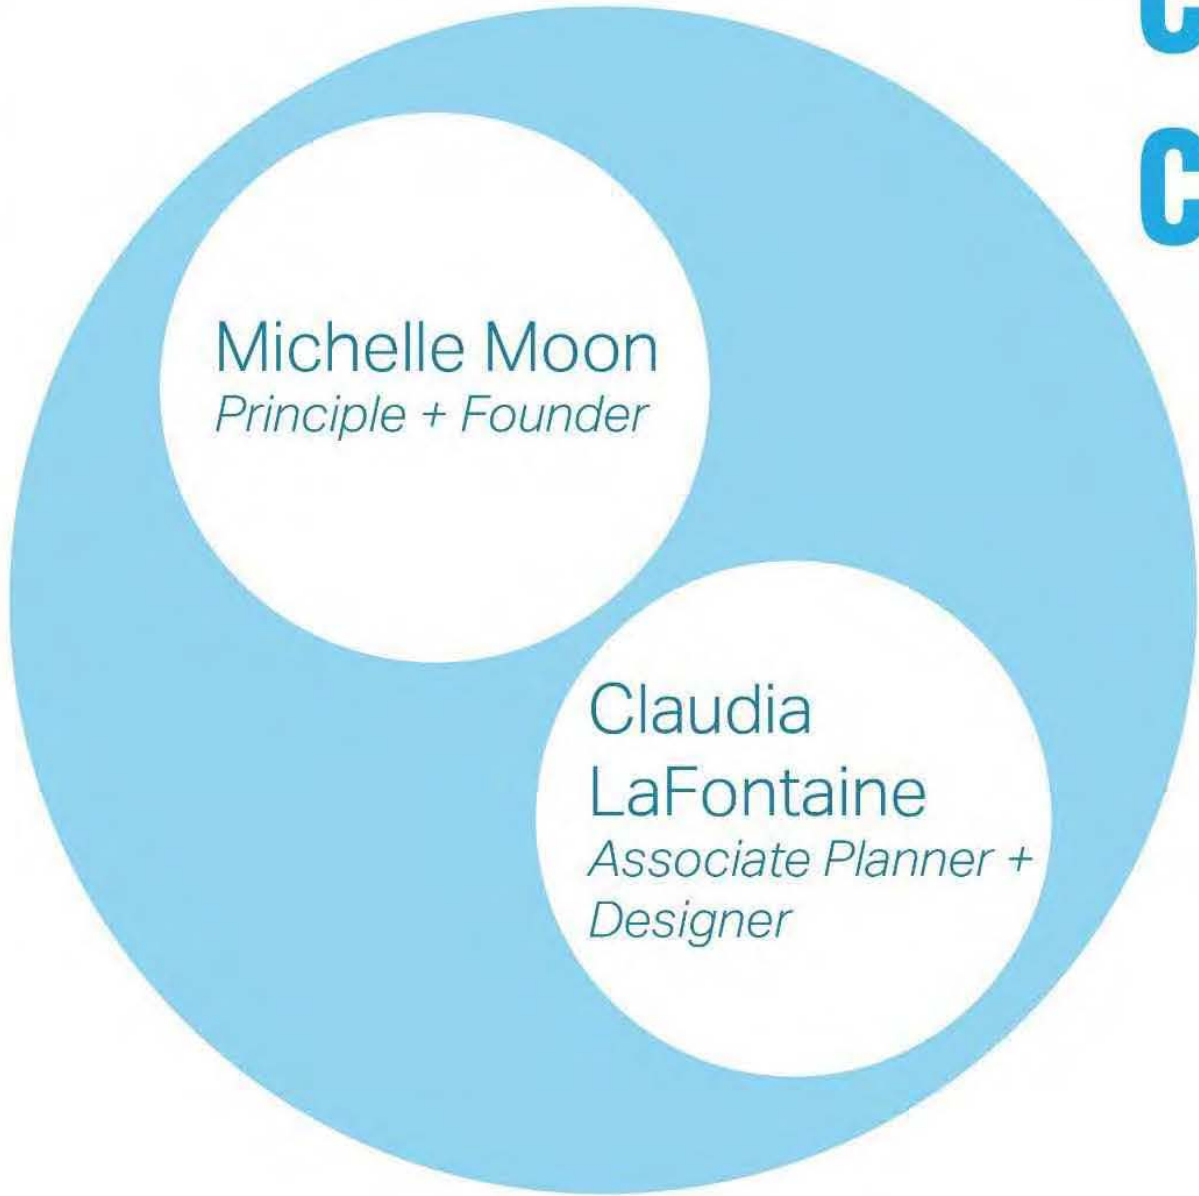 C
Michelle Moon
Principle + Founder
Claudia
LaFontaine
Associate Planner +
Designer